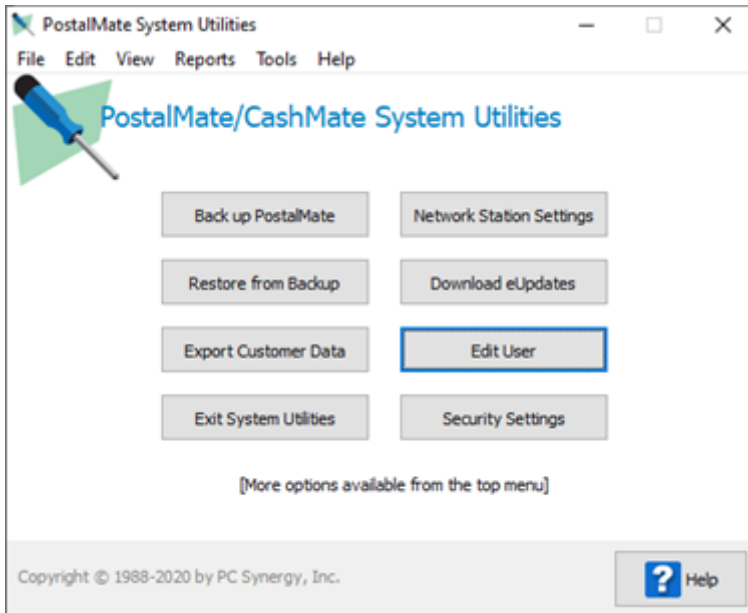 PostalMate System Utilities
File Edit View Reports Tools Help
PostalMate/CashMate System Utilities
Back up PostalMate Network Station Settings
Restore from Backup Download eUpdates
Export Customer Data Edit User
Exit System Utilities Security Settings
[More options available from the top menu]
Copyright © 1988-2020 by PC Synergy, Inc. ? Help